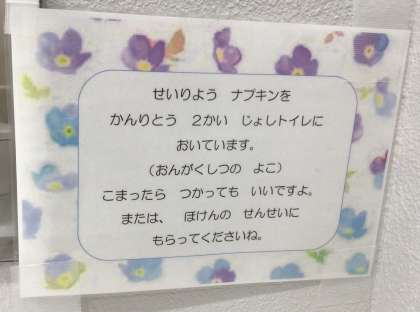 せいりよう ナプキンを
かんりとう 2かい じょしトイレに
おいています。
(おんがくしつの よこ)
こまったら つかっても いいですよ。
または、 ほけんの せんせいに
もらってくださいね。